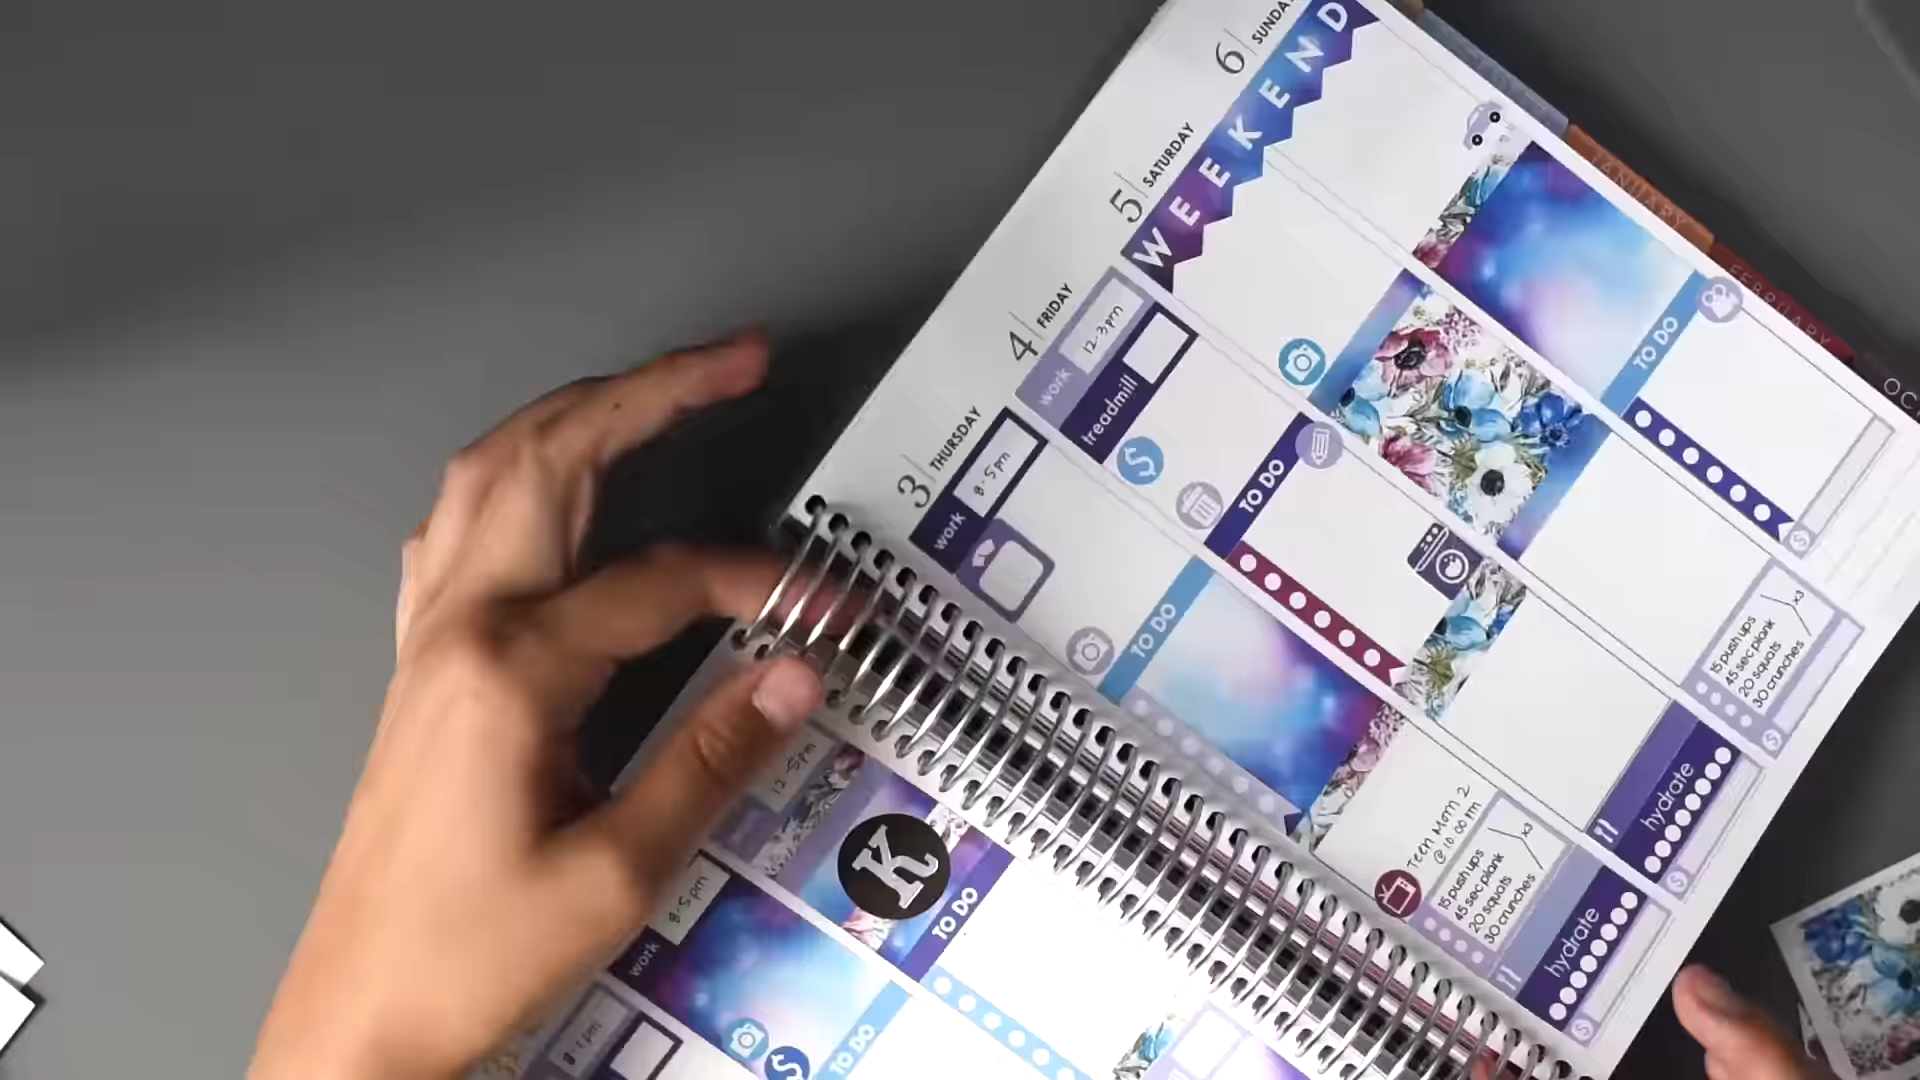 6 SUNDAY
WEEKEND
5 SATURDAY
4 FRIDAY
12-3pm
work
treadmill
3 THURSDAY
8-5pm
work
TO DO
TO DO
TO DO
JANUARY
FEBRUARY
15 push ups
45 sec plank
20 squats
30 crunches
x3
hydrate
Teen Mom 2
@ 10:00 pm
15 push ups
45 sec plank
20 squats
30 crunches
x3
hydrate
12-5pm
K
TO DO
8-5pm
work
TO DO